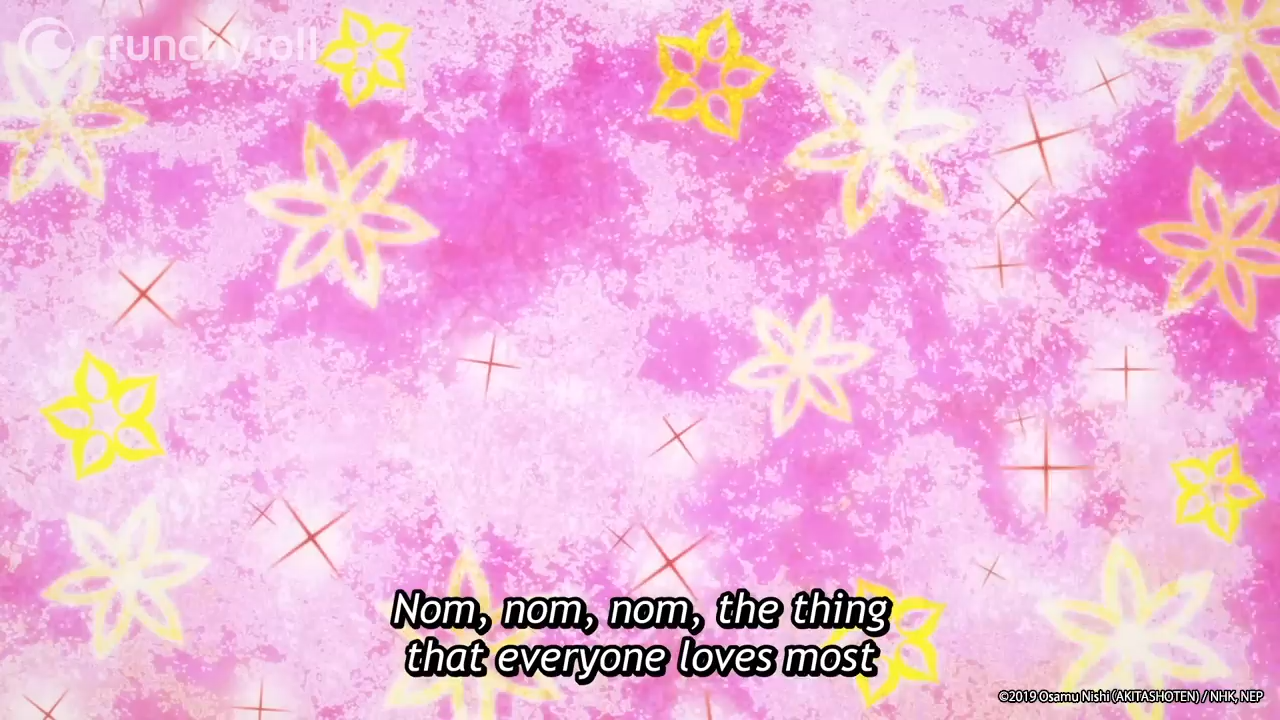 crunchyroll
Nom, nom, nom, the thing
that everyone loves most
©2019 Osamu Nishi (AKITASHOTEN) / NHK, NEP